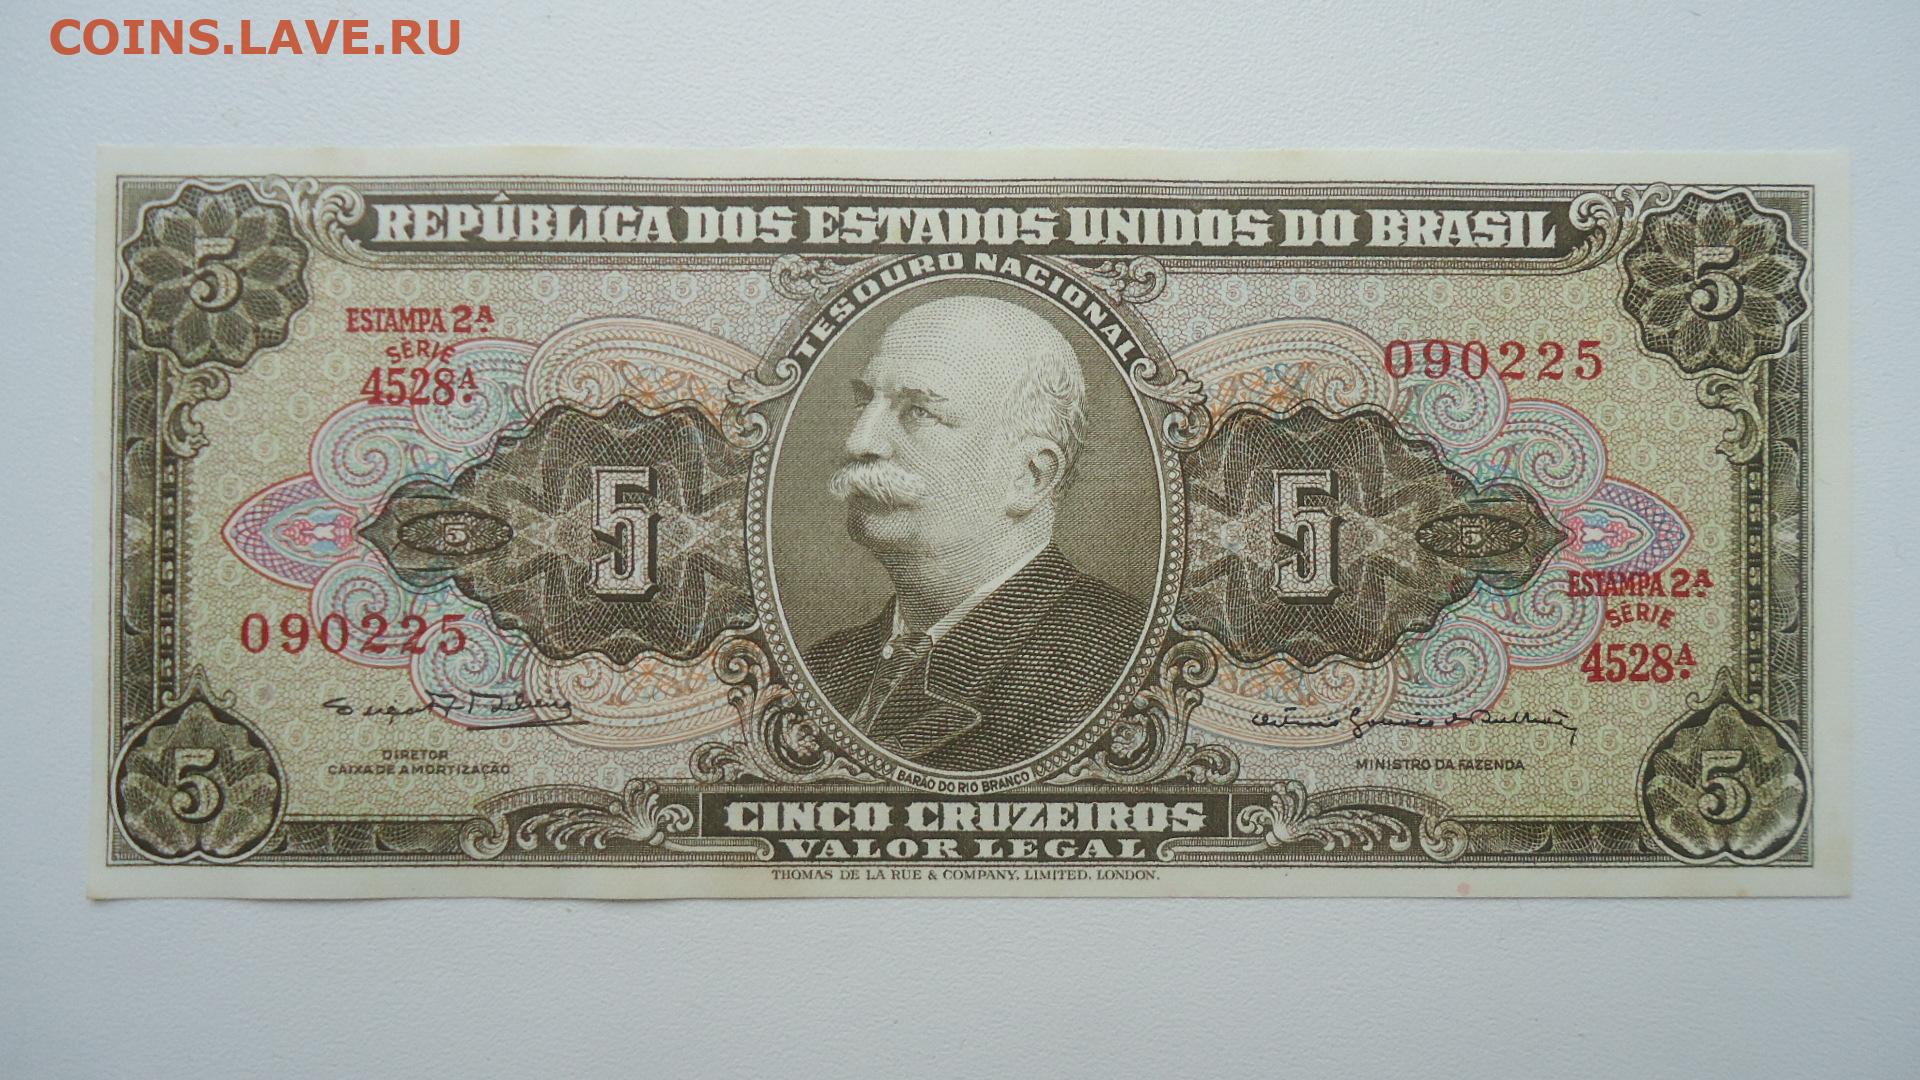 COINS.LAVE.RU
5
REPÚBLICA DOS ESTADOS UNIDOS DO BRASIL
5
TESOURO NACIONAL
ESTAMPA 2ᴬ
SÉRIE
4528ᴬ
090225
5
5
5
5
ESTAMPA 2ᴬ
SÉRIE
4528ᴬ
090225
DIRETOR
CAIXA DE AMORTIZAÇÃO
MINISTRO DA FAZENDA
BARÃO DO RIO BRANCO
5
CINCO CRUZEIROS
5
VALOR LEGAL
THOMAS DE LA RUE & COMPANY, LIMITED, LONDON.